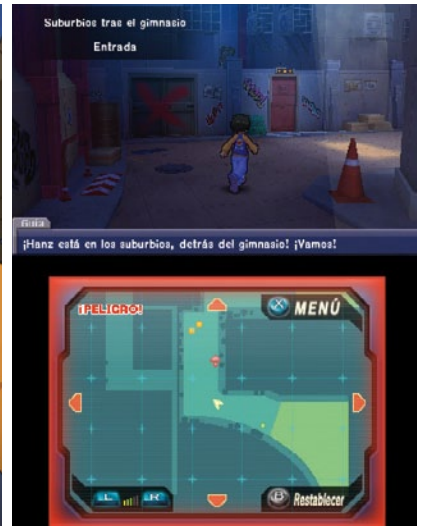 Suburbios tras el gimnasio
Entrada
Guía
¡Hanz está en los suburbios, detrás del gimnasio! ¡Vamos!
¡PELIGRO!
X MENÚ
L R
B Restablecer